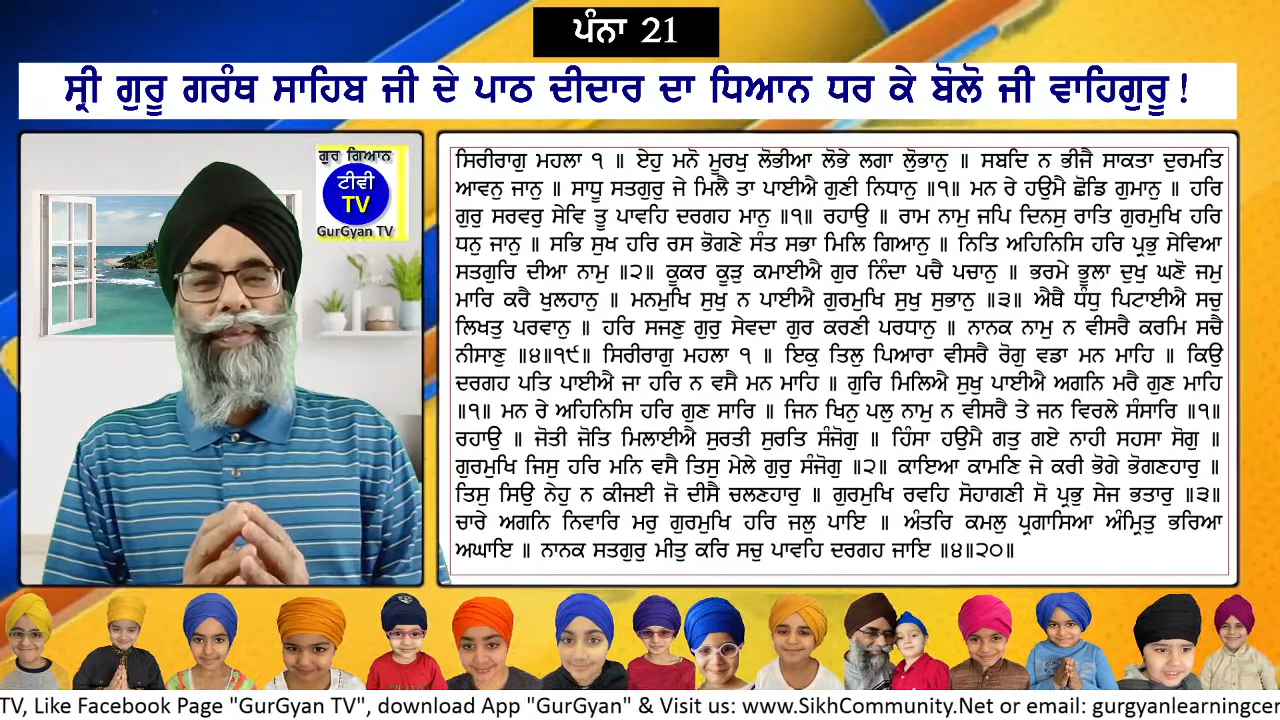 ਪੰਨਾ 21
ਸ੍ਰੀ ਗੁਰੂ ਗਰੰਥ ਸਾਹਿਬ ਜੀ ਦੇ ਪਾਠ ਦੀਦਾਰ ਦਾ ਧਿਆਨ ਧਰ ਕੇ ਬੋਲੋ ਜੀ ਵਾਹਿਗੁਰੂ!
ਗੁਰ ਗਿਆਨ
ਟੀਵੀ
TV
GurGyan TV
ਸਿਰੀਰਾਗੁ ਮਹਲਾ ੧ ॥ ਏਹੁ ਮਨੋ ਮੂਰਖੁ ਲੋਭੀਆ ਲੋਭੇ ਲਗਾ ਲੋੁਭਾਨੁ ॥ ਸਬਦਿ ਨ ਭੀਜੈ ਸਾਕਤਾ ਦੁਰਮਤਿ
ਆਵਨੁ ਜਾਨੁ ॥ ਸਾਧੂ ਸਤਗੁਰੁ ਜੇ ਮਿਲੈ ਤਾ ਪਾਈਐ ਗੁਣੀ ਨਿਧਾਨੁ ॥੧॥ ਮਨ ਰੇ ਹਉਮੈ ਛੋਡਿ ਗੁਮਾਨੁ ॥ ਹਰਿ
ਗੁਰੁ ਸਰਵਰੁ ਸੇਵਿ ਤੂ ਪਾਵਹਿ ਦਰਗਹ ਮਾਨੁ ॥੧॥ ਰਹਾਉ ॥ ਰਾਮ ਨਾਮੁ ਜਪਿ ਦਿਨਸੁ ਰਾਤਿ ਗੁਰਮੁਖਿ ਹਰਿ
ਧਨੁ ਜਾਨੁ ॥ ਸਭਿ ਸੁਖ ਹਰਿ ਰਸ ਭੋਗਣੇ ਸੰਤ ਸਭਾ ਮਿਲਿ ਗਿਆਨੁ ॥ ਨਿਤਿ ਅਹਿਨਿਸਿ ਹਰਿ ਪ੍ਰਭੁ ਸੇਵਿਆ
ਸਤਗੁਰਿ ਦੀਆ ਨਾਮੁ ॥੨॥ ਕੂਕਰ ਕੂੜੁ ਕਮਾਈਐ ਗੁਰ ਨਿੰਦਾ ਪਚੈ ਪਚਾਨੁ ॥ ਭਰਮੇ ਭੂਲਾ ਦੁਖੁ ਘਣੋ ਜਮੁ
ਮਾਰਿ ਕਰੈ ਖੁਲਹਾਨੁ ॥ ਮਨਮੁਖਿ ਸੁਖੁ ਨ ਪਾਈਐ ਗੁਰਮੁਖਿ ਸੁਖੁ ਸੁਭਾਨੁ ॥੩॥ ਐਥੈ ਧੰਧੁ ਪਿਟਾਈਐ ਸਚੁ
ਲਿਖਤੁ ਪਰਵਾਨੁ ॥ ਹਰਿ ਸਜਣੁ ਗੁਰੁ ਸੇਵਦਾ ਗੁਰ ਕਰਣੀ ਪਰਧਾਨੁ ॥ ਨਾਨਕ ਨਾਮੁ ਨ ਵੀਸਰੈ ਕਰਮਿ ਸਚੈ
ਨੀਸਾਣੁ ॥੪॥੧੯॥ ਸਿਰੀਰਾਗੁ ਮਹਲਾ ੧ ॥ ਇਕੁ ਤਿਲੁ ਪਿਆਰਾ ਵੀਸਰੈ ਰੋਗੁ ਵਡਾ ਮਨ ਮਾਹਿ ॥ ਕਿਉ
ਦਰਗਹ ਪਤਿ ਪਾਈਐ ਜਾ ਹਰਿ ਨ ਵਸੈ ਮਨ ਮਾਹਿ ॥ ਗੁਰਿ ਮਿਲਿਐ ਸੁਖੁ ਪਾਈਐ ਅਗਨਿ ਮਰੈ ਗੁਣ ਮਾਹਿ
॥੧॥ ਮਨ ਰੇ ਅਹਿਨਿਸਿ ਹਰਿ ਗੁਣ ਸਾਰਿ ॥ ਜਿਨ ਖਿਨੁ ਪਲੁ ਨਾਮੁ ਨ ਵੀਸਰੈ ਤੇ ਜਨ ਵਿਰਲੇ ਸੰਸਾਰਿ ॥੧॥
ਰਹਾਉ ॥ ਜੋਤੀ ਜੋਤਿ ਮਿਲਾਈਐ ਸੁਰਤੀ ਸੁਰਤਿ ਸੰਜੋਗੁ ॥ ਹਿੰਸਾ ਹਉਮੈ ਗਤੁ ਗਏ ਨਾਹੀ ਸਹਸਾ ਸੋਗੁ ॥
ਗੁਰਮੁਖਿ ਜਿਸੁ ਹਰਿ ਮਨਿ ਵਸੈ ਤਿਸੁ ਮੇਲੇ ਗੁਰੁ ਸੰਜੋਗੁ ॥੨॥ ਕਾਇਆ ਕਾਮਣਿ ਜੇ ਕਰੀ ਭੋਗੇ ਭੋਗਣਹਾਰੁ ॥
ਤਿਸੁ ਸਿਉ ਨੇਹੁ ਨ ਕੀਜਈ ਜੋ ਦੀਸੈ ਚਲਣਹਾਰੁ ॥ ਗੁਰਮੁਖਿ ਰਵਹਿ ਸੋਹਾਗਣੀ ਸੋ ਪ੍ਰਭੁ ਸੇਜ ਭਤਾਰੁ ॥੩॥
ਚਾਰੇ ਅਗਨਿ ਨਿਵਾਰਿ ਮਰੁ ਗੁਰਮੁਖਿ ਹਰਿ ਜਲੁ ਪਾਇ ॥ ਅੰਤਰਿ ਕਮਲੁ ਪ੍ਰਗਾਸਿਆ ਅੰਮ੍ਰਿਤੁ ਭਰਿਆ
ਅਘਾਇ ॥ ਨਾਨਕ ਸਤਗੁਰੁ ਮੀਤੁ ਕਰਿ ਸਚੁ ਪਾਵਹਿ ਦਰਗਹ ਜਾਇ ॥੪॥੨੦॥
TV, Like Facebook Page "GurGyan TV", download App "GurGyan" & Visit us: www.SikhCommunity.Net or email: gurgyanlearningcen